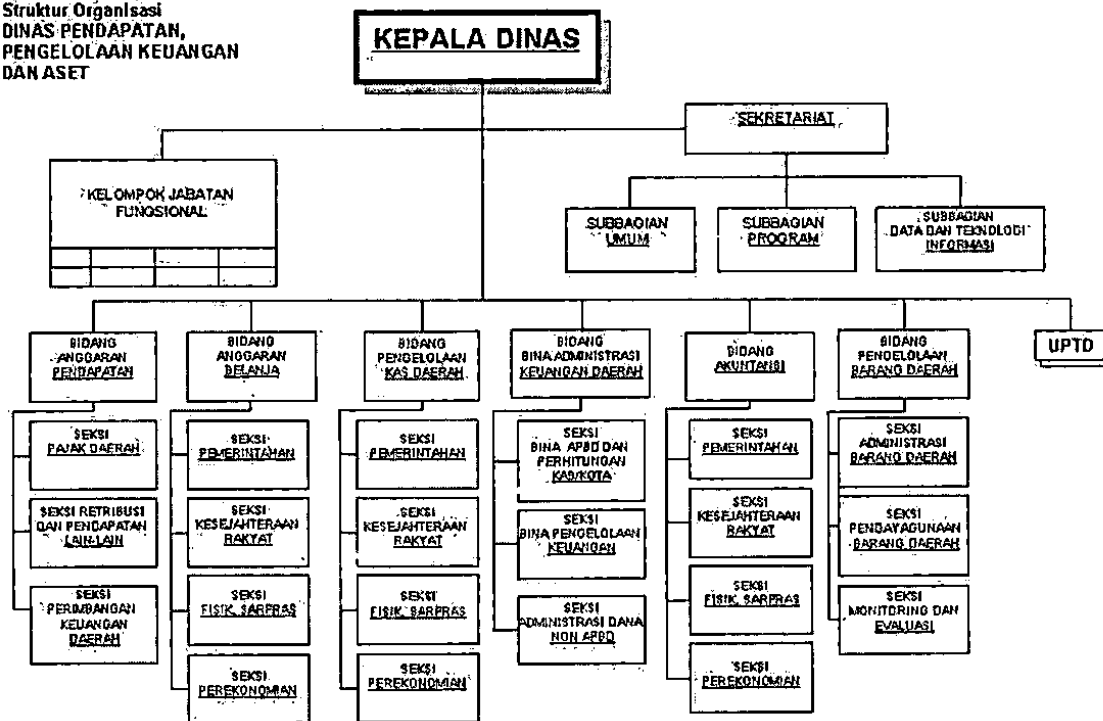 Struktur Organisasi
DINAS PENDAPATAN,
PENGELOLAAN KEUANGAN
DAN ASET
KEPALA DINAS
SEKRETARIAT
KELOMPOK JABATAN
FUNGSIONAL
SUBBAGIAN
UMUM
SUBBAGIAN
PROGRAM
SUBBAGIAN
DATA DAN TEKNOLOGI
INFORMASI
BIDANG
ANGGARAN
PENDAPATAN
BIDANG
ANGGARAN
BELANJA
BIDANG
PENGELOLAAN
KAS DAERAH
BIDANG
BINA ADMINISTRASI
KEUANGAN DAERAH
BIDANG
AKUNTANSI
BIDANG
PENGELOLAAN
BARANG DAERAH
UPTD
SEKSI
PAJAK DAERAH
SEKSI RETRIBUSI
DAN PENDAPATAN
LAIN-LAIN
SEKSI
PERIMBANGAN
KEUANGAN
DAERAH
SEKSI
PEMERINTAHAN
SEKSI
KESEJAHTERAAN
RAKYAT
SEKSI
FISIK, SARPRAS
SEKSI
PEREKONOMIAN
SEKSI
PEMERINTAHAN
SEKSI
KESEJAHTERAAN
RAKYAT
SEKSI
FISIK, SARPRAS
SEKSI
PEREKONOMIAN
SEKSI
BINA APBD DAN
PERHITUNGAN
KAB/KOTA
SEKSI
BINA PENGELOLAAN
KEUANGAN
SEKSI
ADMINISTRASI DANA
NON APBD
SEKSI
PEMERINTAHAN
SEKSI
KESEJAHTERAAN
RAKYAT
SEKSI
FISIK, SARPRAS
SEKSI
PEREKONOMIAN
SEKSI
ADMINISTRASI
BARANG DAERAH
SEKSI
PENDAYAGUNAAN
BARANG DAERAH
SEKSI
MONITORING DAN
EVALUASI